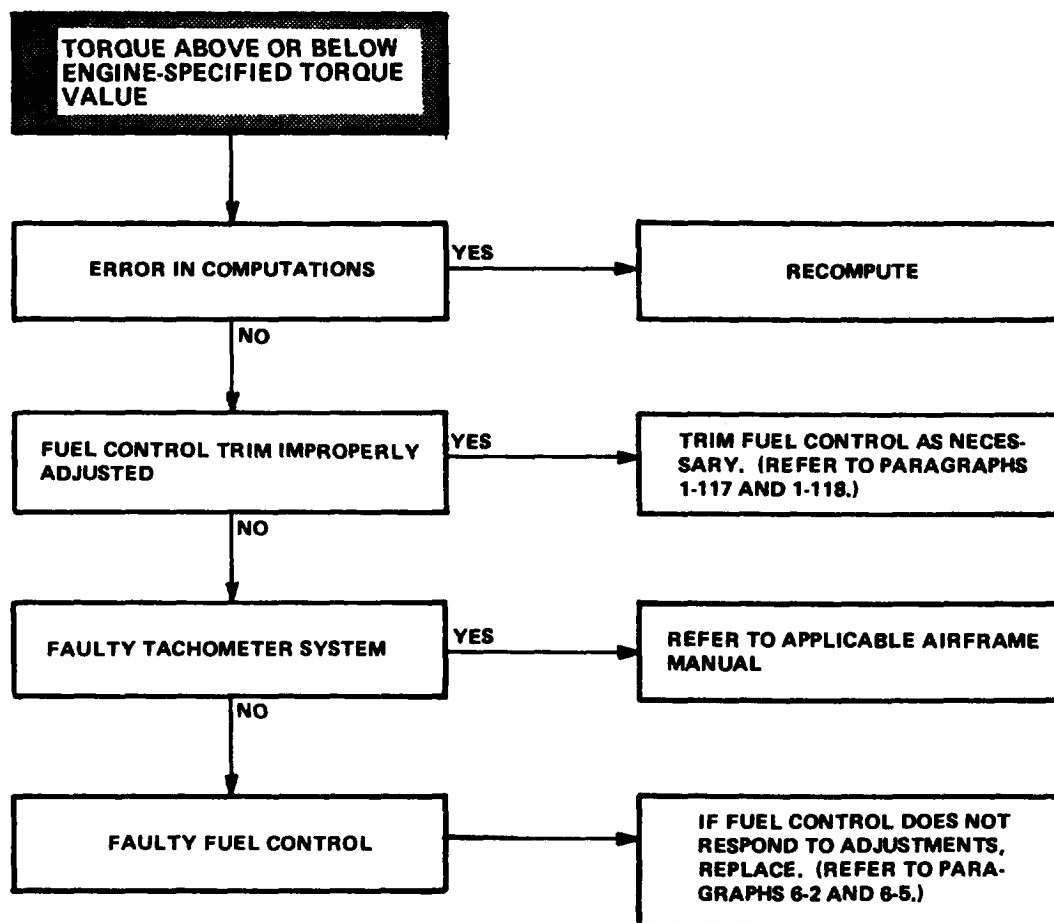 TORQUE ABOVE OR BELOW
ENGINE-SPECIFIED TORQUE
VALUE
ERROR IN COMPUTATIONS
YES
RECOMPUTE
NO
FUEL CONTROL TRIM IMPROPERLY
ADJUSTED
YES
TRIM FUEL CONTROL AS NECES-
SARY. (REFER TO PARAGRAPHS
1-117 AND 1-118.)
NO
FAULTY TACHOMETER SYSTEM
YES
REFER TO APPLICABLE AIRFRAME
MANUAL
NO
FAULTY FUEL CONTROL
IF FUEL CONTROL DOES NOT
RESPOND TO ADJUSTMENTS,
REPLACE. (REFER TO PARA-
GRAPHS 6-2 AND 6-5.)